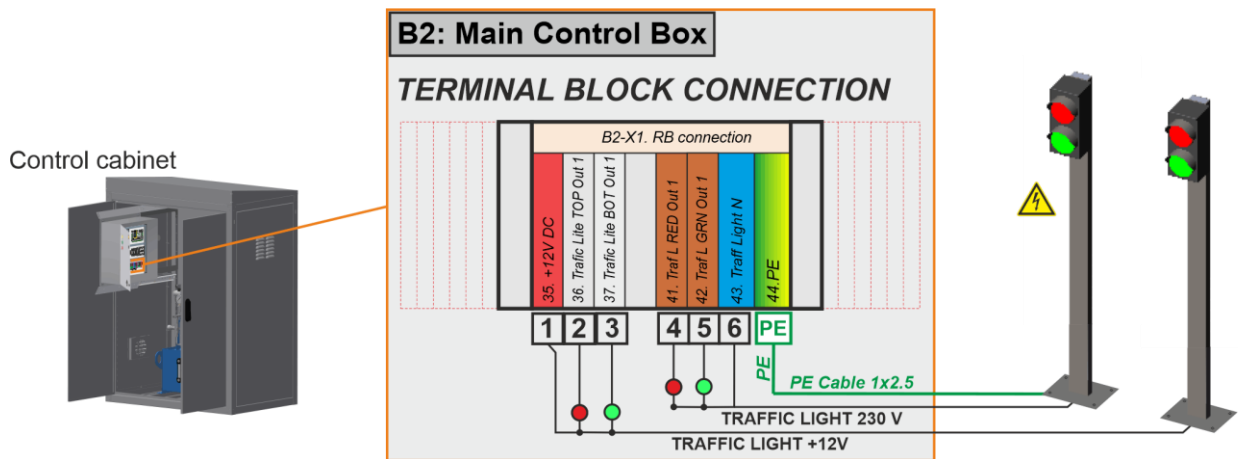 B2: Main Control Box
TERMINAL BLOCK CONNECTION
Control cabinet
B2-X1. RB connection
35. +12V DC
36. Trafic Lite TOP Out 1
37. Trafic Lite BOT Out 1
41. Traf L RED Out 1
42. Traf L GRN Out 1
43. Traff Light N
44.PE
1 2 3 4 5 6 PE
PE
PE Cable 1x2.5
TRAFFIC LIGHT 230 V
TRAFFIC LIGHT +12V